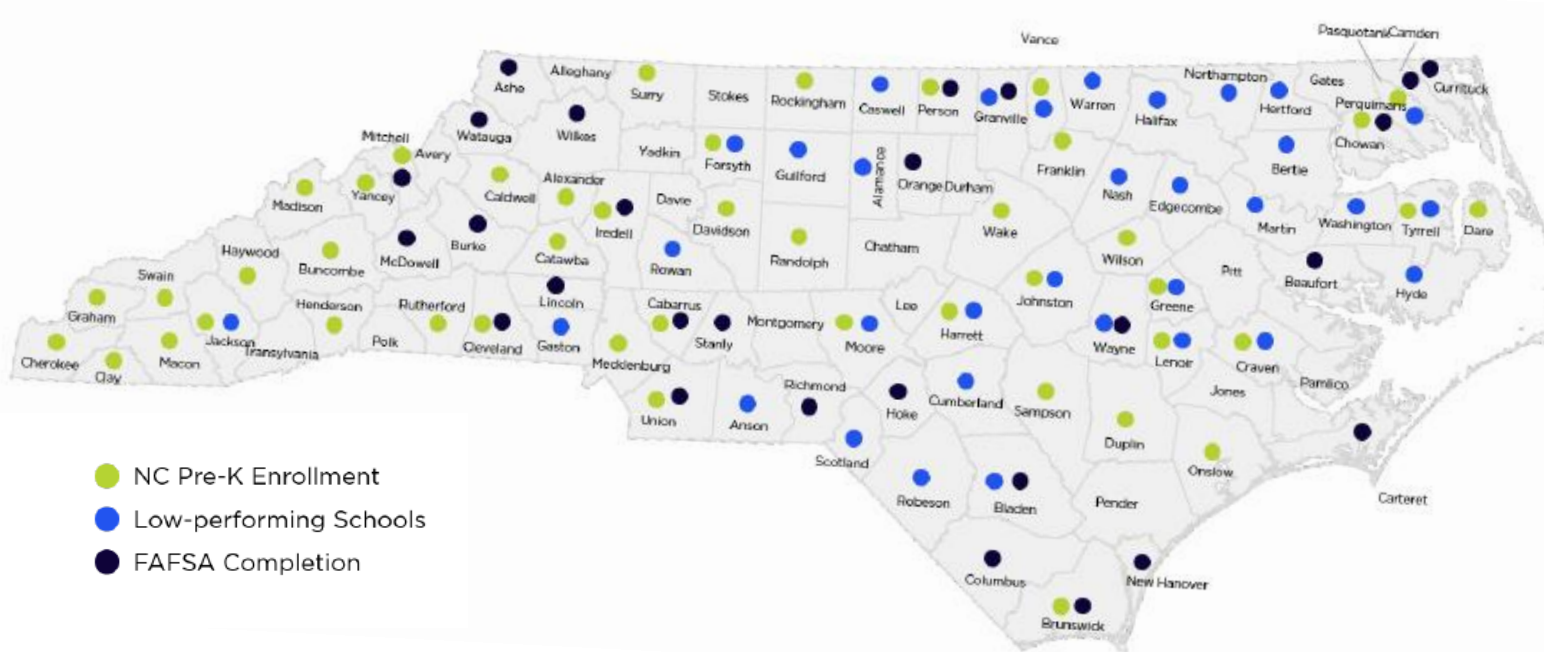 Vance
Pasquotank
Camden
Ashe
Alleghany
Surry
Stokes
Rockingham
Caswell
Person
Granville
Warren
Halifax
Northampton
Hertford
Gates
Perquimans
Currituck
Chowan
Watauga
Wilkes
Yadkin
Forsyth
Guilford
Alamance
Orange
Durham
Franklin
Nash
Edgecombe
Bertie
Mitchell
Avery
Yancey
Madison
Caldwell
Alexander
Iredell
Davie
Davidson
Randolph
Chatham
Wake
Wilson
Martin
Washington
Tyrrell
Dare
Haywood
Buncombe
McDowell
Burke
Catawba
Rowan
Swain
Graham
Henderson
Rutherford
Lincoln
Cabarrus
Stanly
Montgomery
Lee
Johnston
Greene
Pitt
Beaufort
Hyde
Cherokee
Clay
Macon
Jackson
Transylvania
Polk
Cleveland
Gaston
Mecklenburg
Moore
Harrett
Wayne
Lenoir
Craven
Pamlico
Jones
Union
Anson
Richmond
Hoke
Cumberland
Sampson
Duplin
Onslow
Carteret
Scotland
Robeson
Bladen
Pender
Columbus
New Hanover
Brunswick
NC Pre-K Enrollment
Low-performing Schools
FAFSA Completion